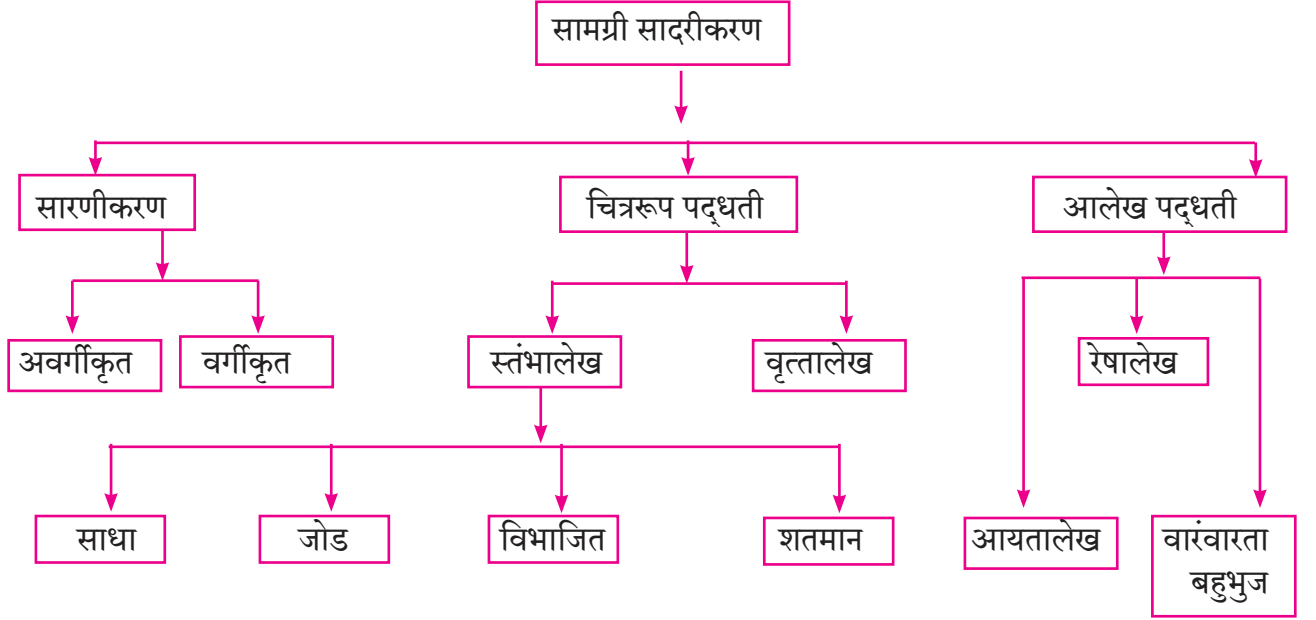 सामग्री सादरीकरण
सारणीकरण
चित्ररूप पद्धती
आलेख पद्धती
अवर्गीकृत
वर्गीकृत
स्तंभालेख
वृत्तालेख
रेषालेख
साधा
जोड
विभाजित
शतमान
आयतालेख
वारंवारता
बहुभुज